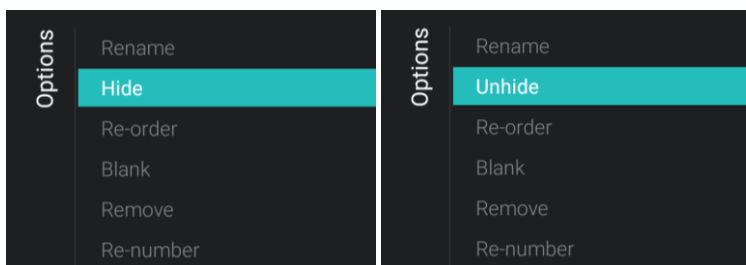 Options
Rename
Hide
Re-order
Blank
Remove
Re-number
Options
Rename
Unhide
Re-order
Blank
Remove
Re-number